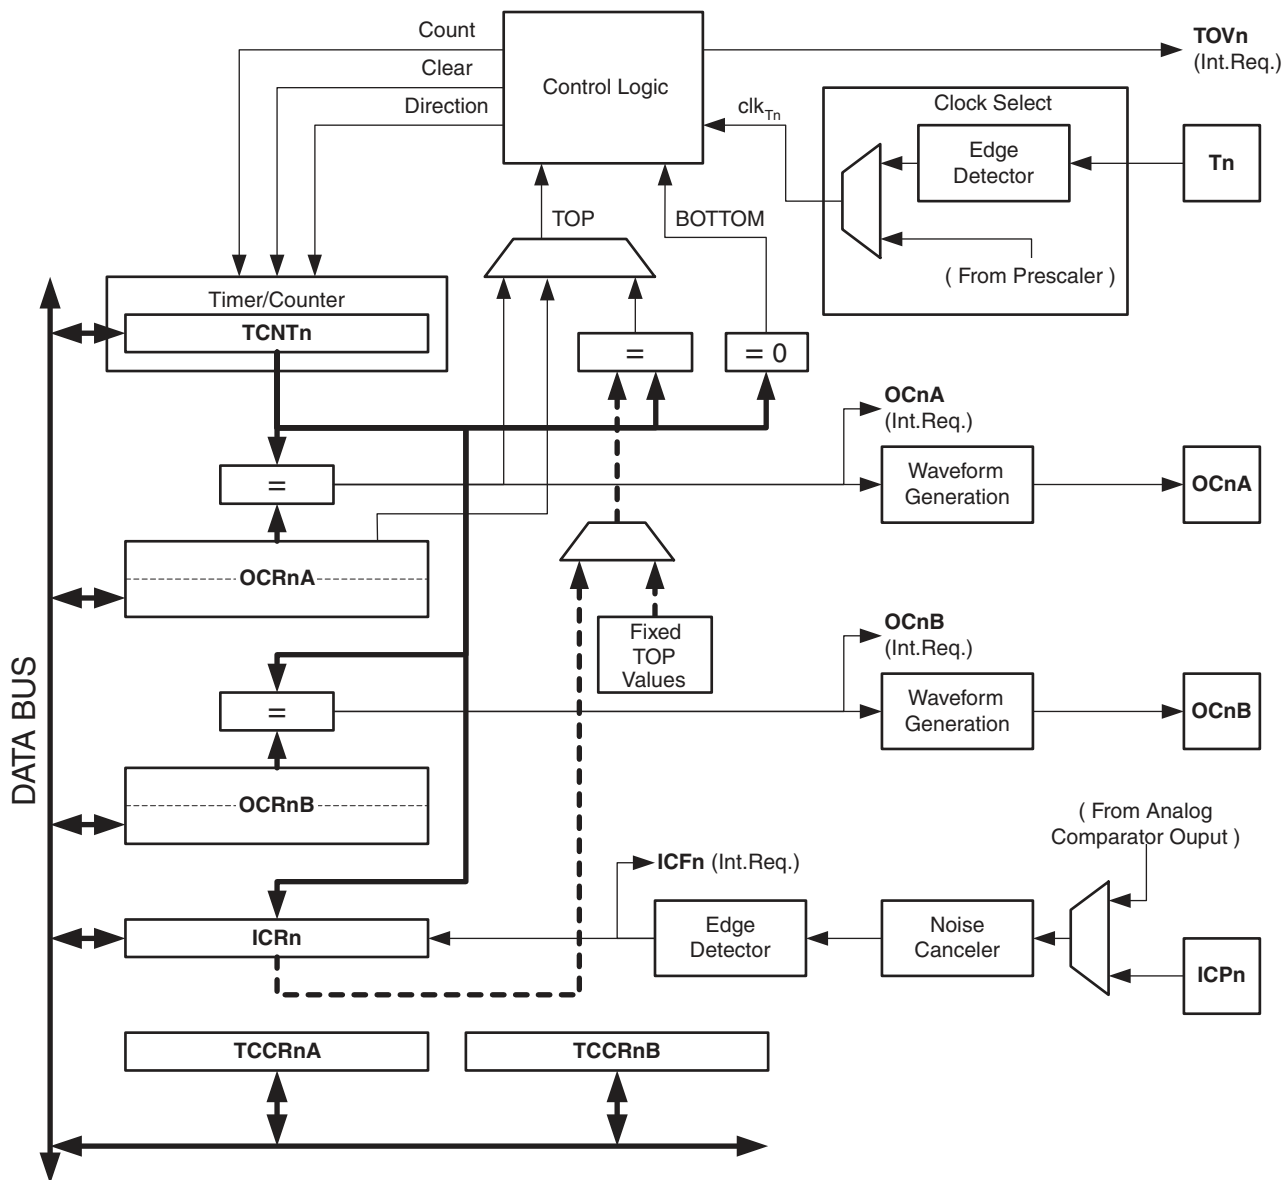 Count
Clear
Direction
Control Logic
TOVn
(Int.Req.)
clkTn
Clock Select
Edge
Detector
Tn
( From Prescaler )
TOP
BOTTOM
Timer/Counter
TCNTn
=
= 0
OCnA
(Int.Req.)
=
Waveform
Generation
OCnA
OCRnA
Fixed
TOP
Values
OCnB
(Int.Req.)
=
Waveform
Generation
OCnB
OCRnB
DATA BUS
( From Analog
Comparator Ouput )
ICFn (Int.Req.)
ICRn
Edge
Detector
Noise
Canceler
ICPn
TCCRnA
TCCRnB